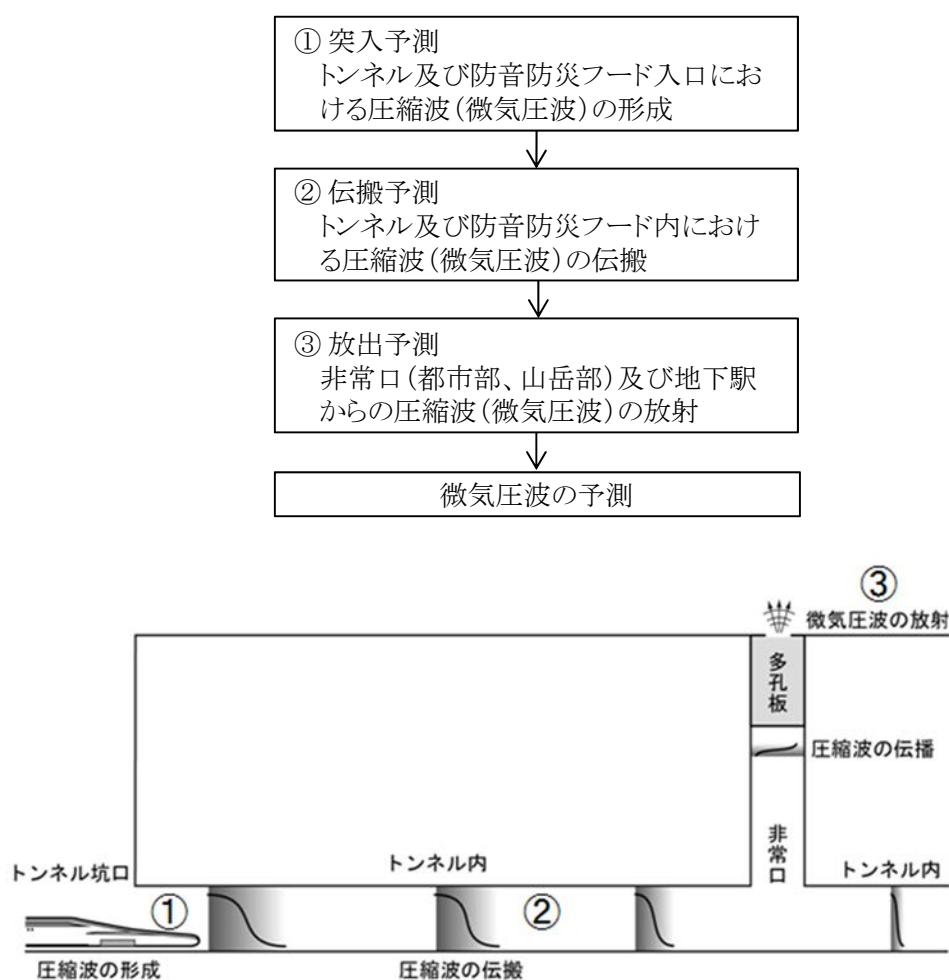 ① 突入予測
トンネル及び防音防災フード入口にお
ける圧縮波(微気圧波)の形成
② 伝搬予測
トンネル及び防音防災フード内におけ
る圧縮波(微気圧波)の伝搬
③ 放出予測
非常口(都市部、山岳部)及び地下駅
からの圧縮波(微気圧波)の放射
微気圧波の予測
③
微気圧波の放射
多孔板
圧縮波の伝播
非常口
トンネル坑口
トンネル内
トンネル内
①
②
圧縮波の形成
圧縮波の伝搬